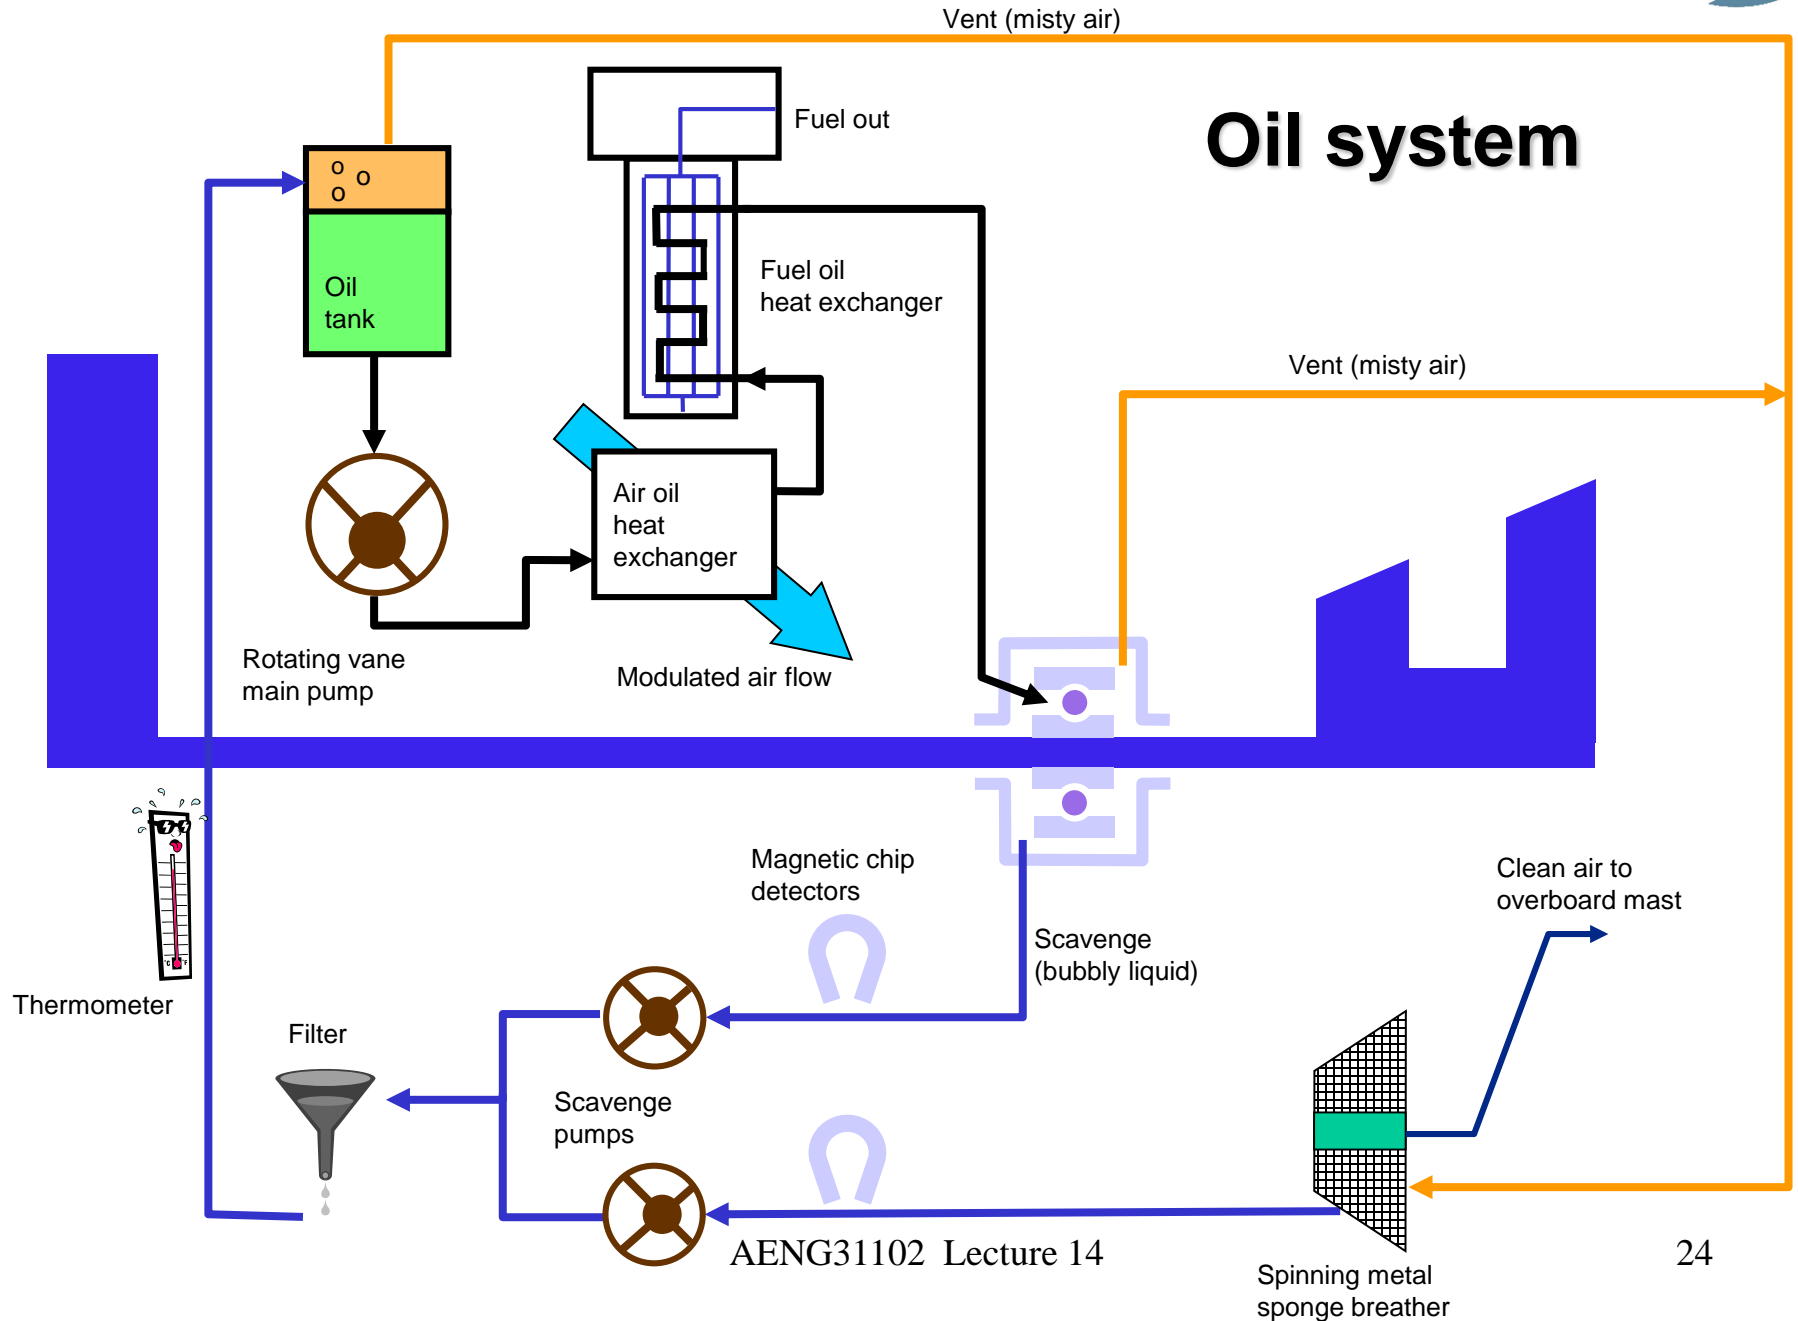 Vent (misty air)
Oil system
Fuel out
o o
o
Oil
tank
Fuel oil
heat exchanger
Vent (misty air)
Air oil
heat
exchanger
Rotating vane
main pump
Modulated air flow
Magnetic chip
detectors
Clean air to
overboard mast
Scavenge
(bubbly liquid)
Thermometer
°C °F
Filter
Scavenge
pumps
AENG31102 Lecture 14
24
Spinning metal
sponge breather